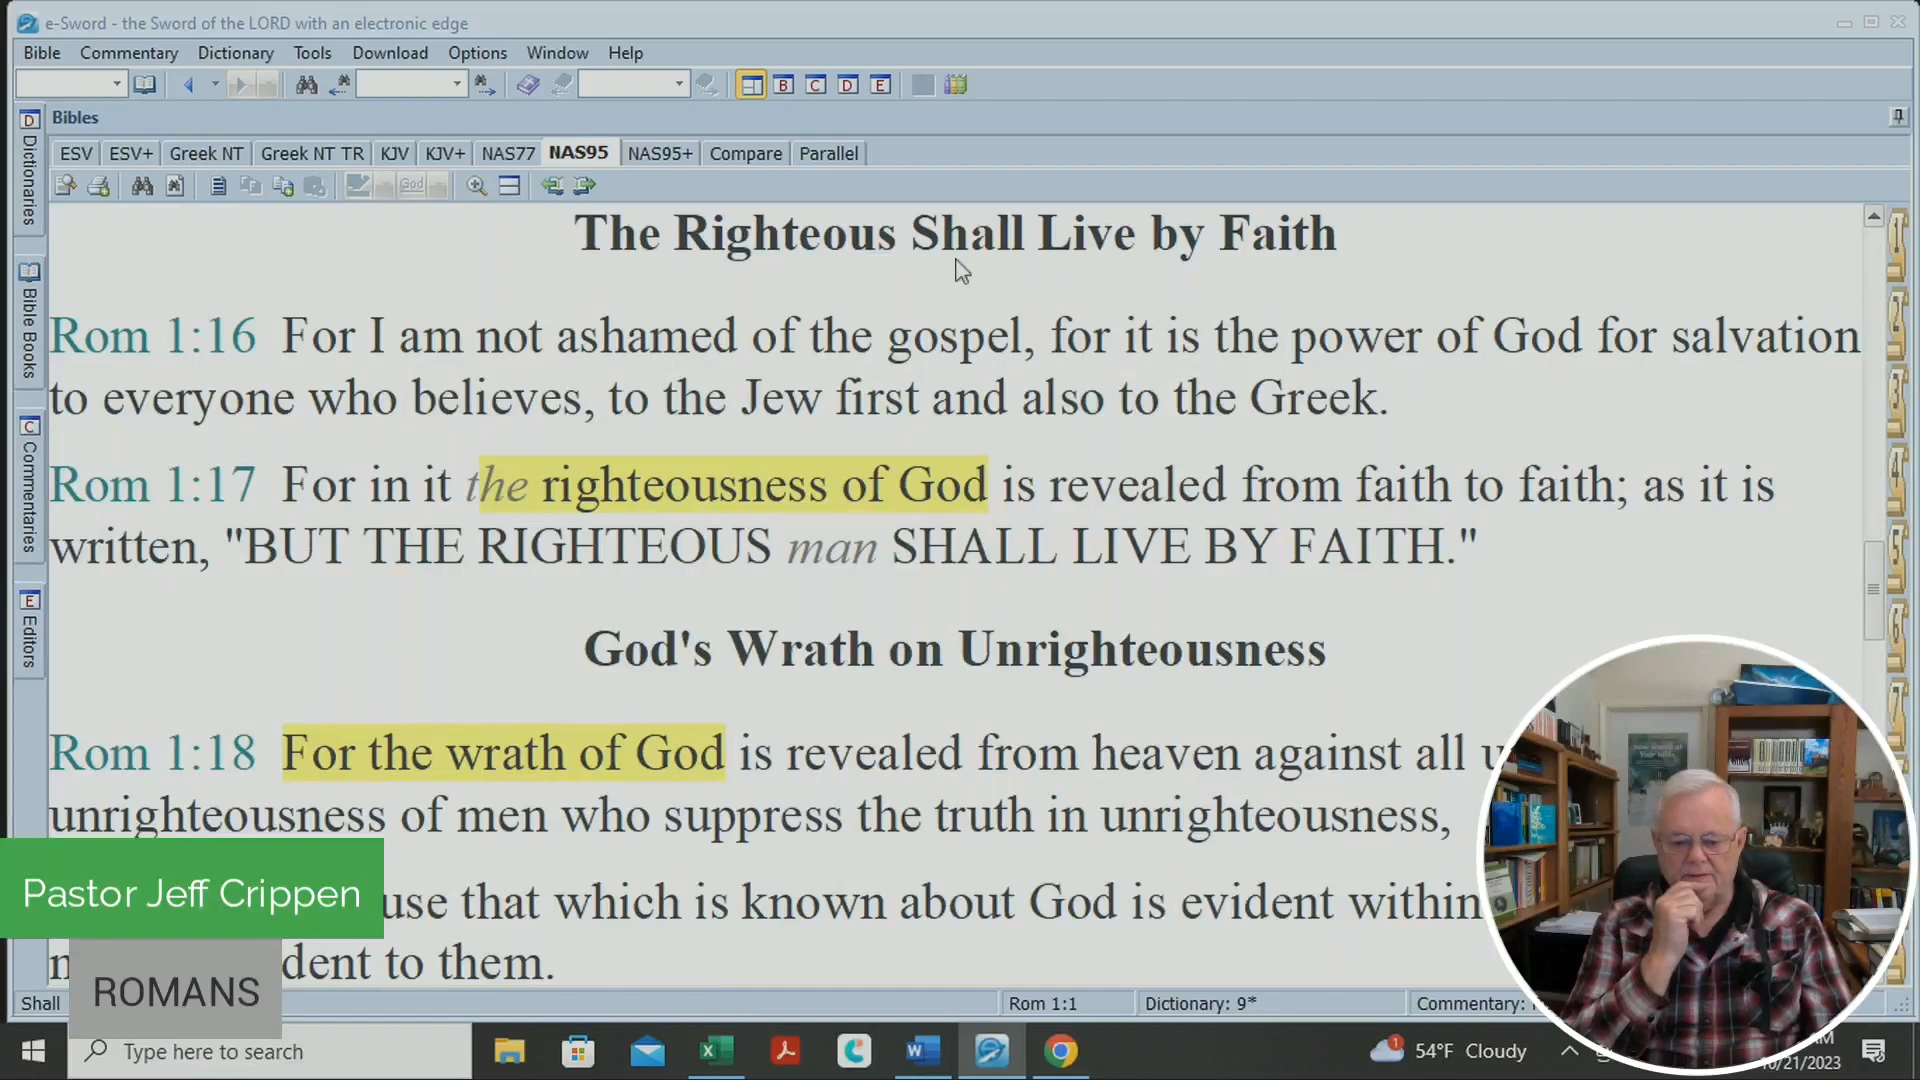 e-Sword - the Sword of the LORD with an electronic edge
Bible Commentary Dictionary Tools Download Options Window Help
B C D E
Bibles
ESV ESV+ Greek NT Greek NT TR KJV KJV+ NAS77 NAS95 NAS95+ Compare Parallel
God
D Dictionaries
Bible Books
C Commentaries
E Editors
The Righteous Shall Live by Faith
Rom 1:16 For I am not ashamed of the gospel, for it is the power of God for salvation
to everyone who believes, to the Jew first and also to the Greek.
Rom 1:17 For in it the righteousness of God is revealed from faith to faith; as it is
written, "BUT THE RIGHTEOUS man SHALL LIVE BY FAITH."
God's Wrath on Unrighteousness
Rom 1:18 For the wrath of God is revealed from heaven against all u
unrighteousness of men who suppress the truth in unrighteousness,
use that which is known about God is evident within
dent to them.
Pastor Jeff Crippen
ROMANS
Shall Rom 1:1 Dictionary: 9* Commentary:
Type here to search
54°F Cloudy
10/21/2023